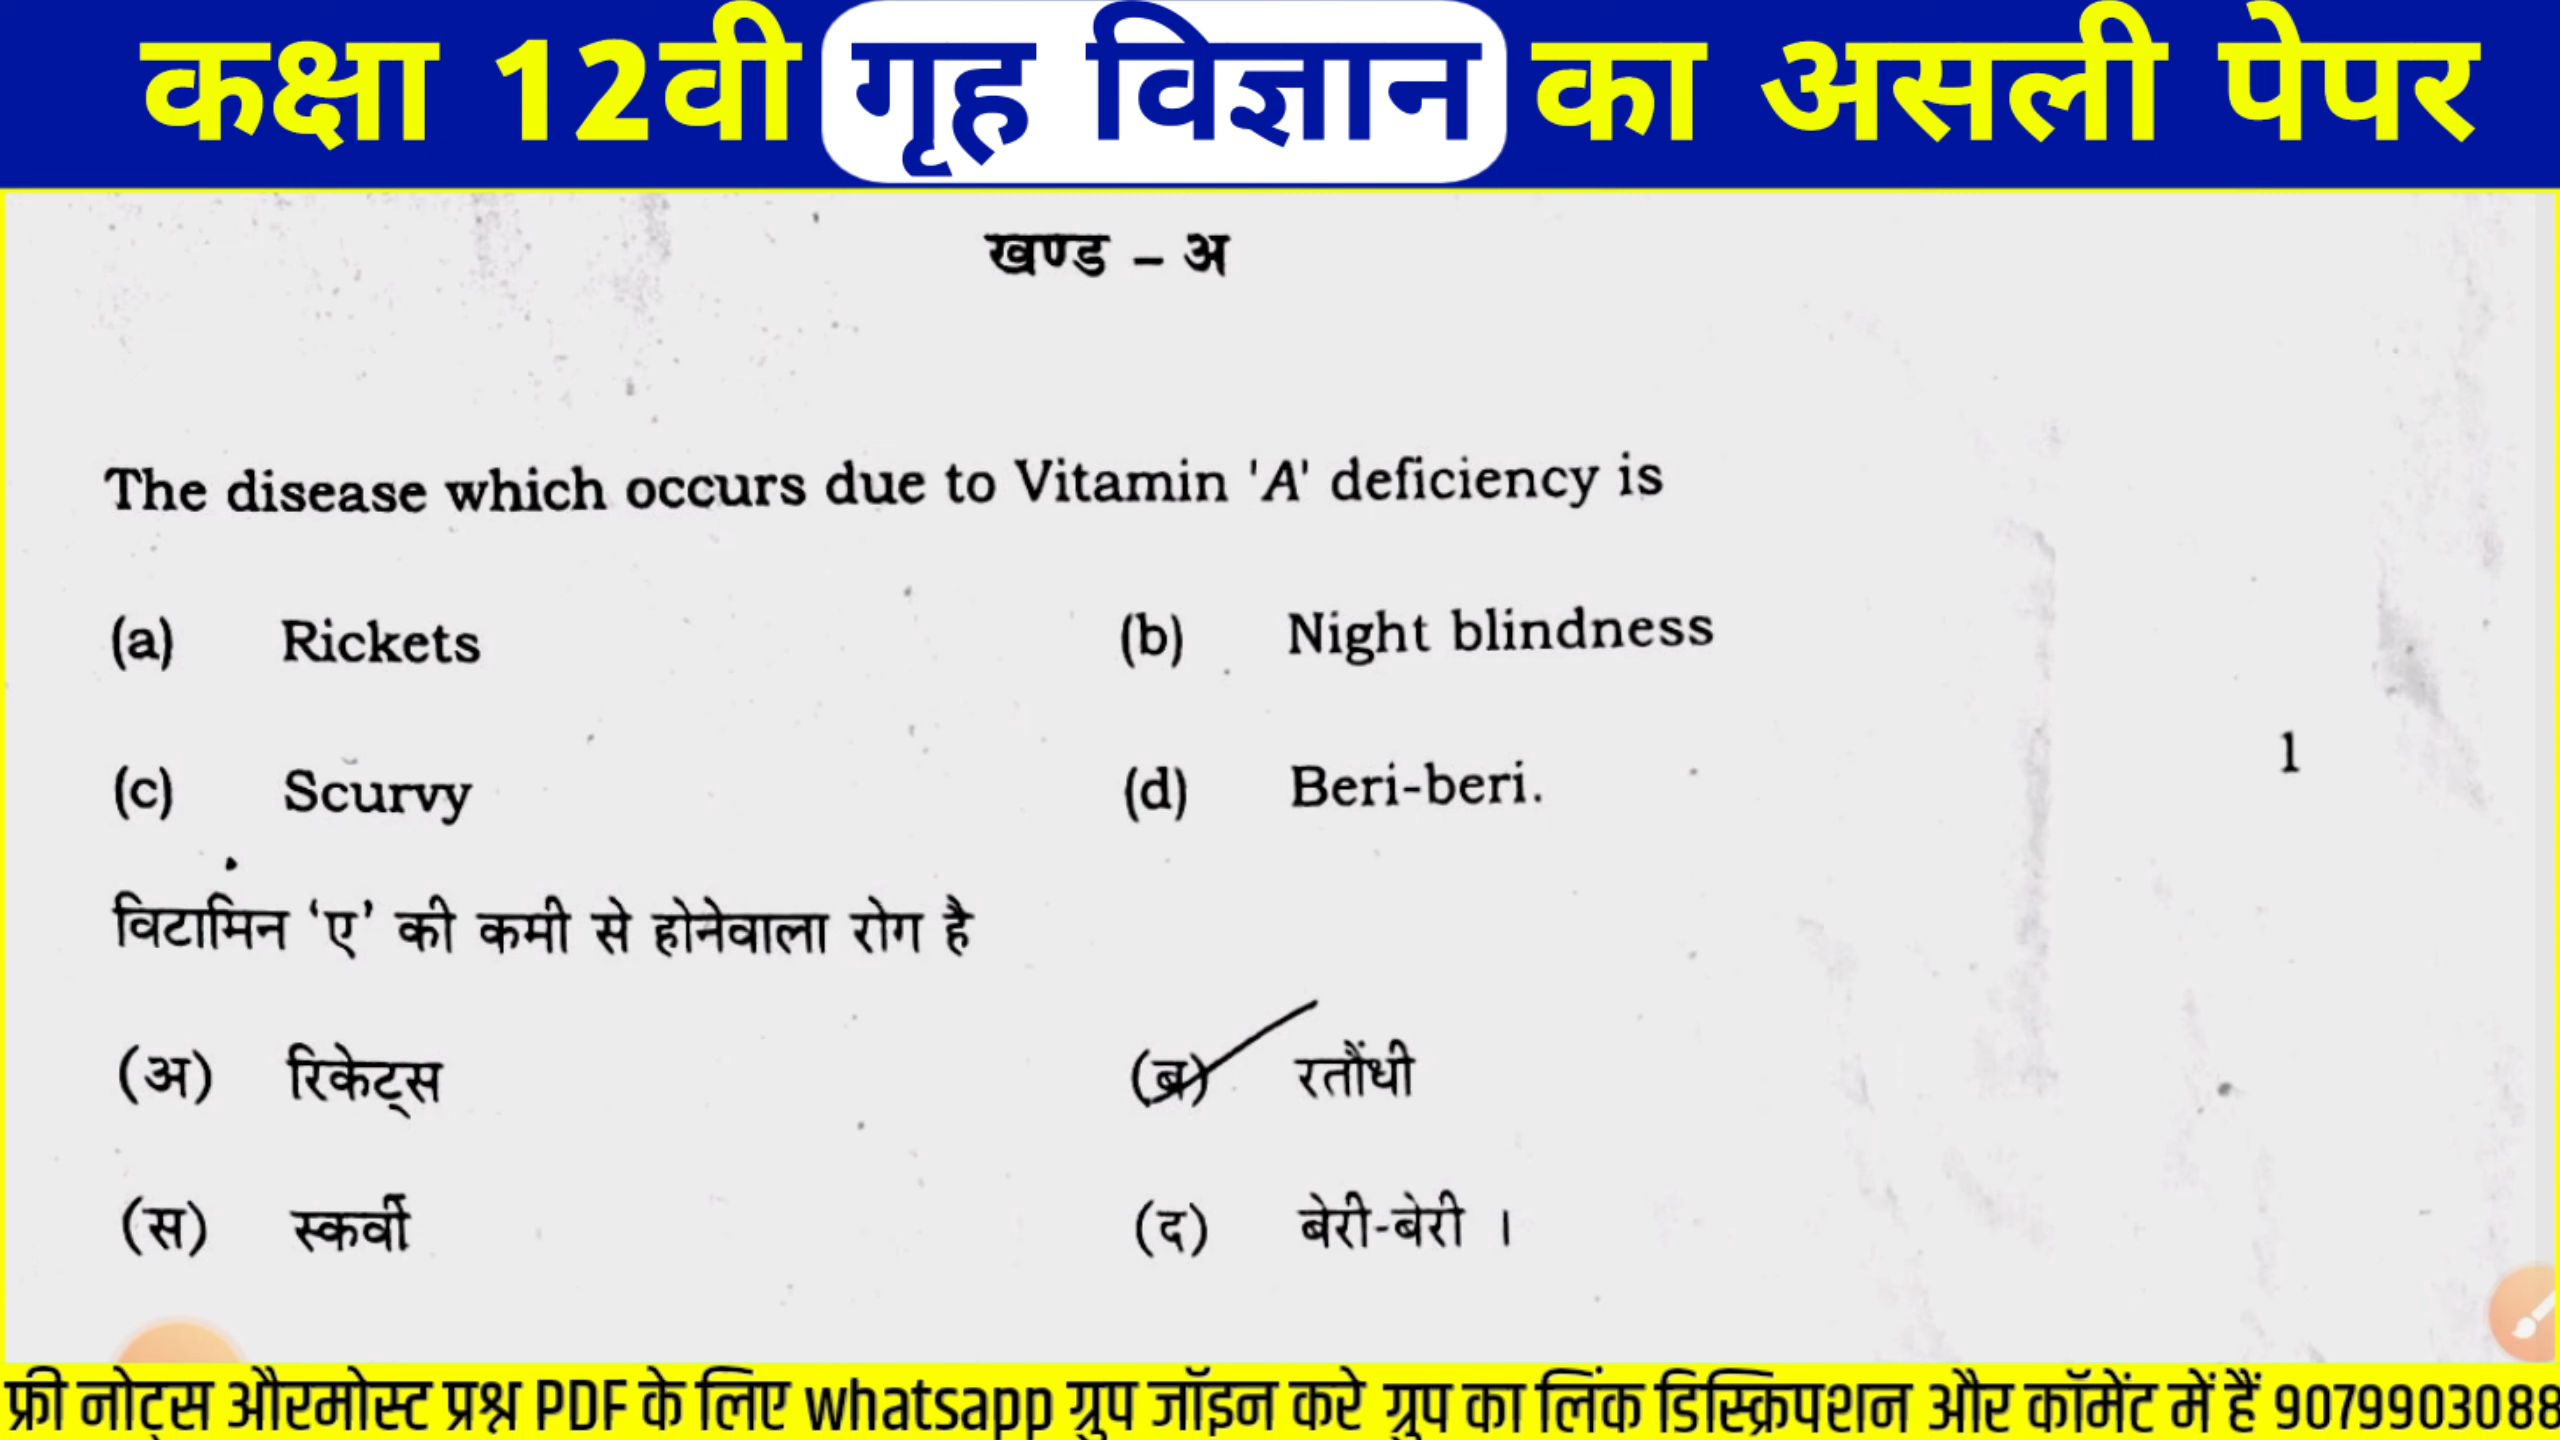 कक्षा 12वी गृह विज्ञान का असली पेपर
खण्ड – अ
The disease which occurs due to Vitamin 'A' deficiency is
(a) Rickets (b) Night blindness
(c) Scurvy (d) Beri-beri. 1
विटामिन ‘ए’ की कमी से होनेवाला रोग है
(अ) रिकेट्स (ब) रतौंधी
(स) स्कर्वी (द) बेरी-बेरी ।
फ्री नोट्स औरमोस्ट प्रश्न PDF के लिए whatsapp ग्रुप जॉइन करे ग्रुप का लिंक डिस्क्रिपशन और कॉमेंट में हैं 9079903088